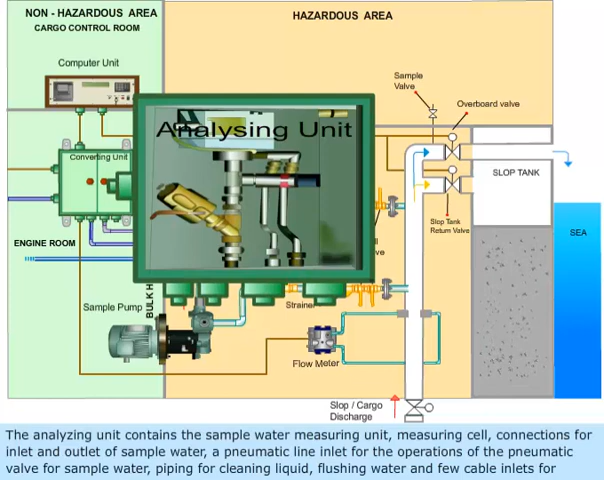 NON - HAZARDOUS AREA
CARGO CONTROL ROOM
HAZARDOUS AREA
Computer Unit
Sample
Valve
Overboard valve
Analysing Unit
Converting Unit
SLOP TANK
Slop Tank
Return Valve
SEA
ENGINE ROOM
BULK H
Sample Pump
Strainer
Flow Meter
Slop / Cargo
Discharge
The analyzing unit contains the sample water measuring unit, measuring cell, connections for
inlet and outlet of sample water, a pneumatic line inlet for the operations of the pneumatic
valve for sample water, piping for cleaning liquid, flushing water and few cable inlets for